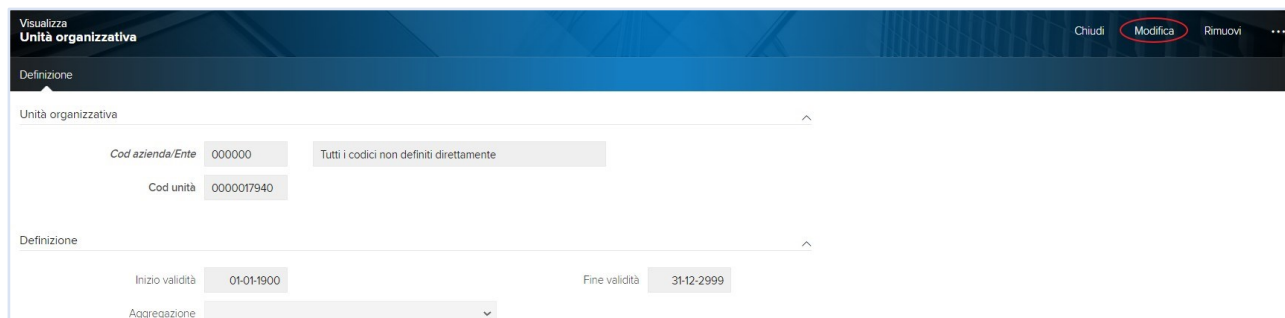 Visualizza
Unità organizzativa
Chiudi Modifica Rimuovi ...
Definizione
Unità organizzativa
Cod azienda/Ente 000000 Tutti i codici non definiti direttamente
Cod unità 0000017940
Definizione
Inizio validità 01-01-1900 Fine validità 31-12-2999
Aggregazione